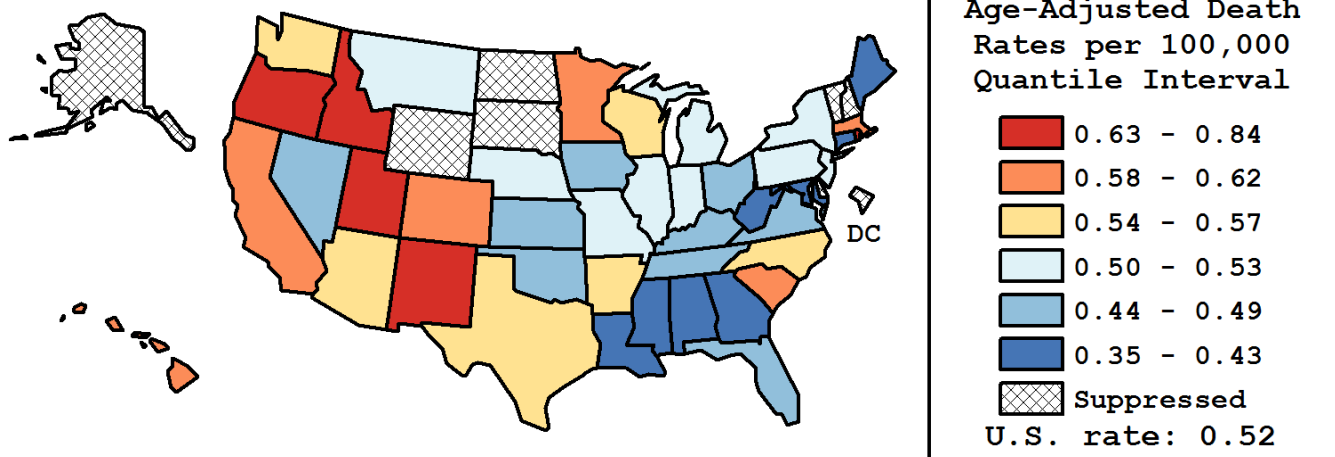 Age-Adjusted Death
Rates per 100,000
Quantile Interval
0.63 - 0.84
0.58 - 0.62
0.54 - 0.57
0.50 - 0.53
0.44 - 0.49
0.35 - 0.43
Suppressed
U.S. rate: 0.52
DC